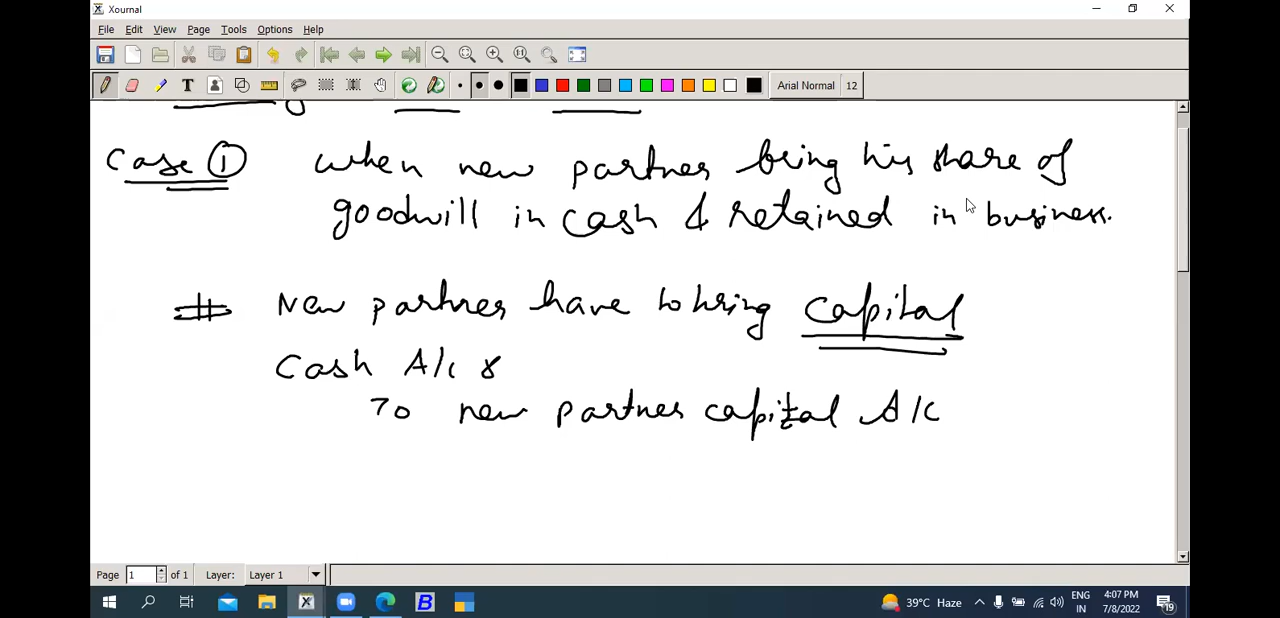 Xournal
File Edit View Page Tools Options Help
Arial Normal 12
Case ① when new partner bring his share of
goodwill in cash & retained in business.
# New partner have to bring capital
Cash A/c
To new partner capital A/c
Page 1 of 1 Layer: Layer 1
39°C Haze ENG IN 4:07 PM 7/8/2022 19